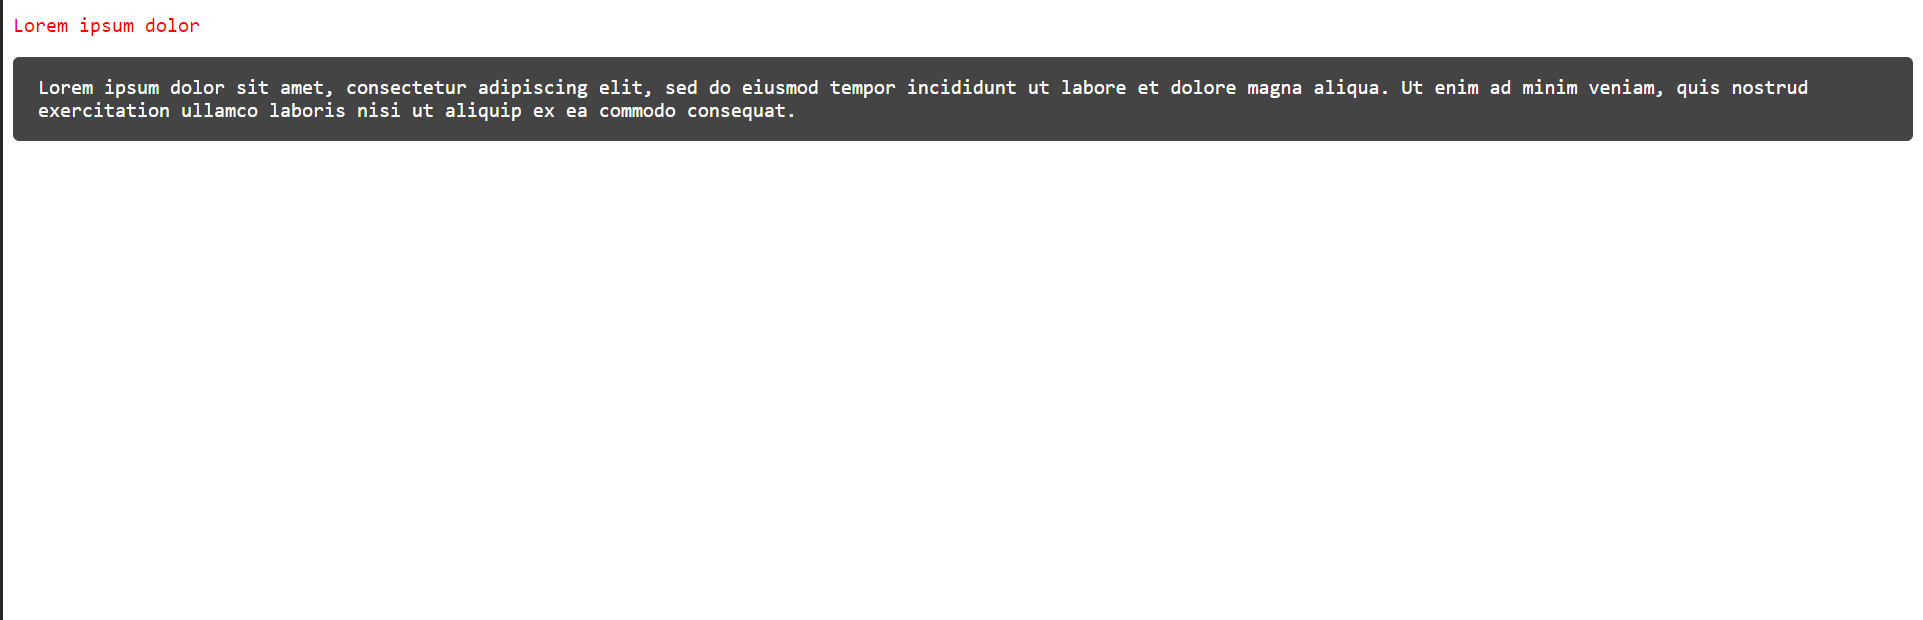 Lorem ipsum dolor
Lorem ipsum dolor sit amet, consectetur adipiscing elit, sed do eiusmod tempor incididunt ut labore et dolore magna aliqua. Ut enim ad minim veniam, quis nostrud
exercitation ullamco laboris nisi ut aliquip ex ea commodo consequat.